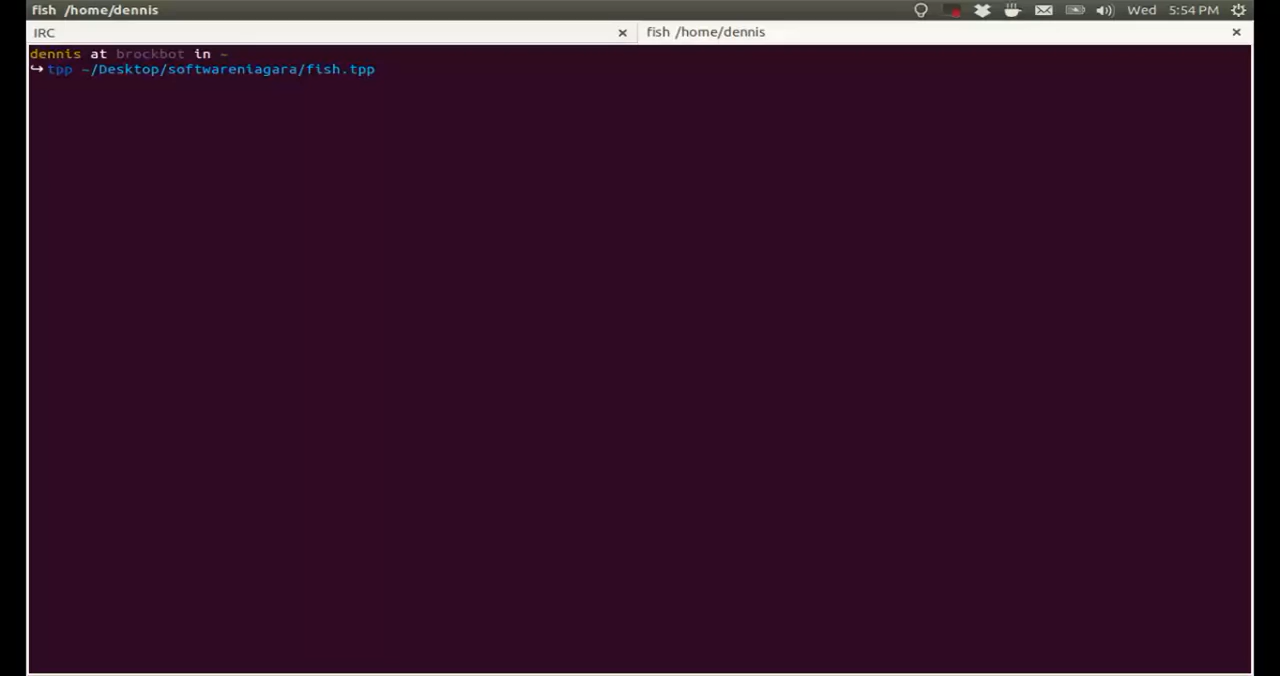 fish /home/dennis
Wed 5:54 PM
IRC
fish /home/dennis
dennis at brockbot in ~
↪ tpp ~/Desktop/softwareniagara/fish.tpp